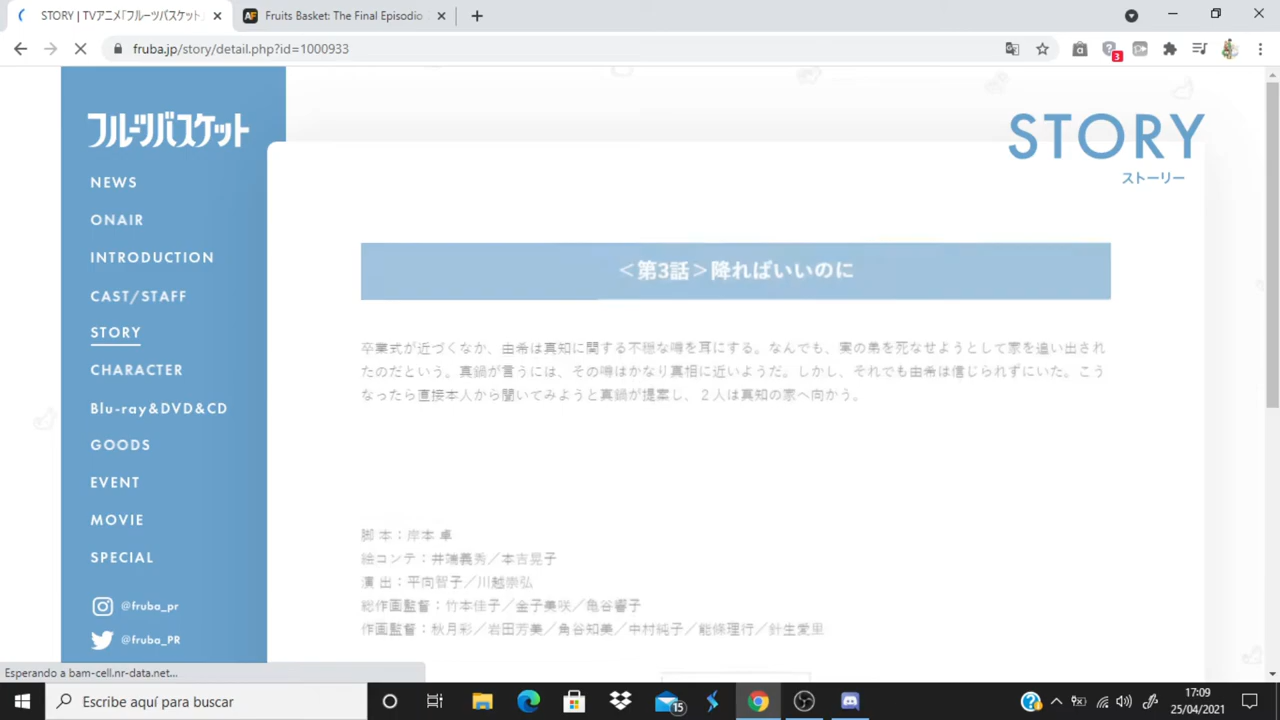 STORY | TVアニメ「フルーツバスケット」
Fruits Basket: The Final Episodio
fruba.jp/story/detail.php?id=1000933
3
フルーツバスケット
NEWS
ONAIR
INTRODUCTION
CAST/STAFF
STORY
CHARACTER
Blu-ray&DVD&CD
GOODS
EVENT
MOVIE
SPECIAL
@fruba_pr
@fruba_PR
STORY
ストーリー
＜第3話＞降ればいいのに
卒業式が近づくなか、由希は真知に関する不穏な噂を耳にする。なんでも、実の弟を死なせようとして家を追い出され
たのだという。真鍋が言うには、その噂はかなり真相に近いようだ。しかし、それでも由希は信じられずにいた。こう
なったら直接本人から聞いてみようと真鍋が提案し、２人は真知の家へ向かう。
脚 本：岸本 卓
絵コンテ：井端義秀／本古晃子
演 出：平向智子／川越崇弘
総作画監督：竹本佳子／金子美咲／亀谷響子
作画監督：秋月彩／岩田芳美／角谷知美／中村純子／能條理行／針生愛里
Esperando a bam-cell.nr-data.net...
Escribe aquí para buscar
15
17:09
25/04/2021